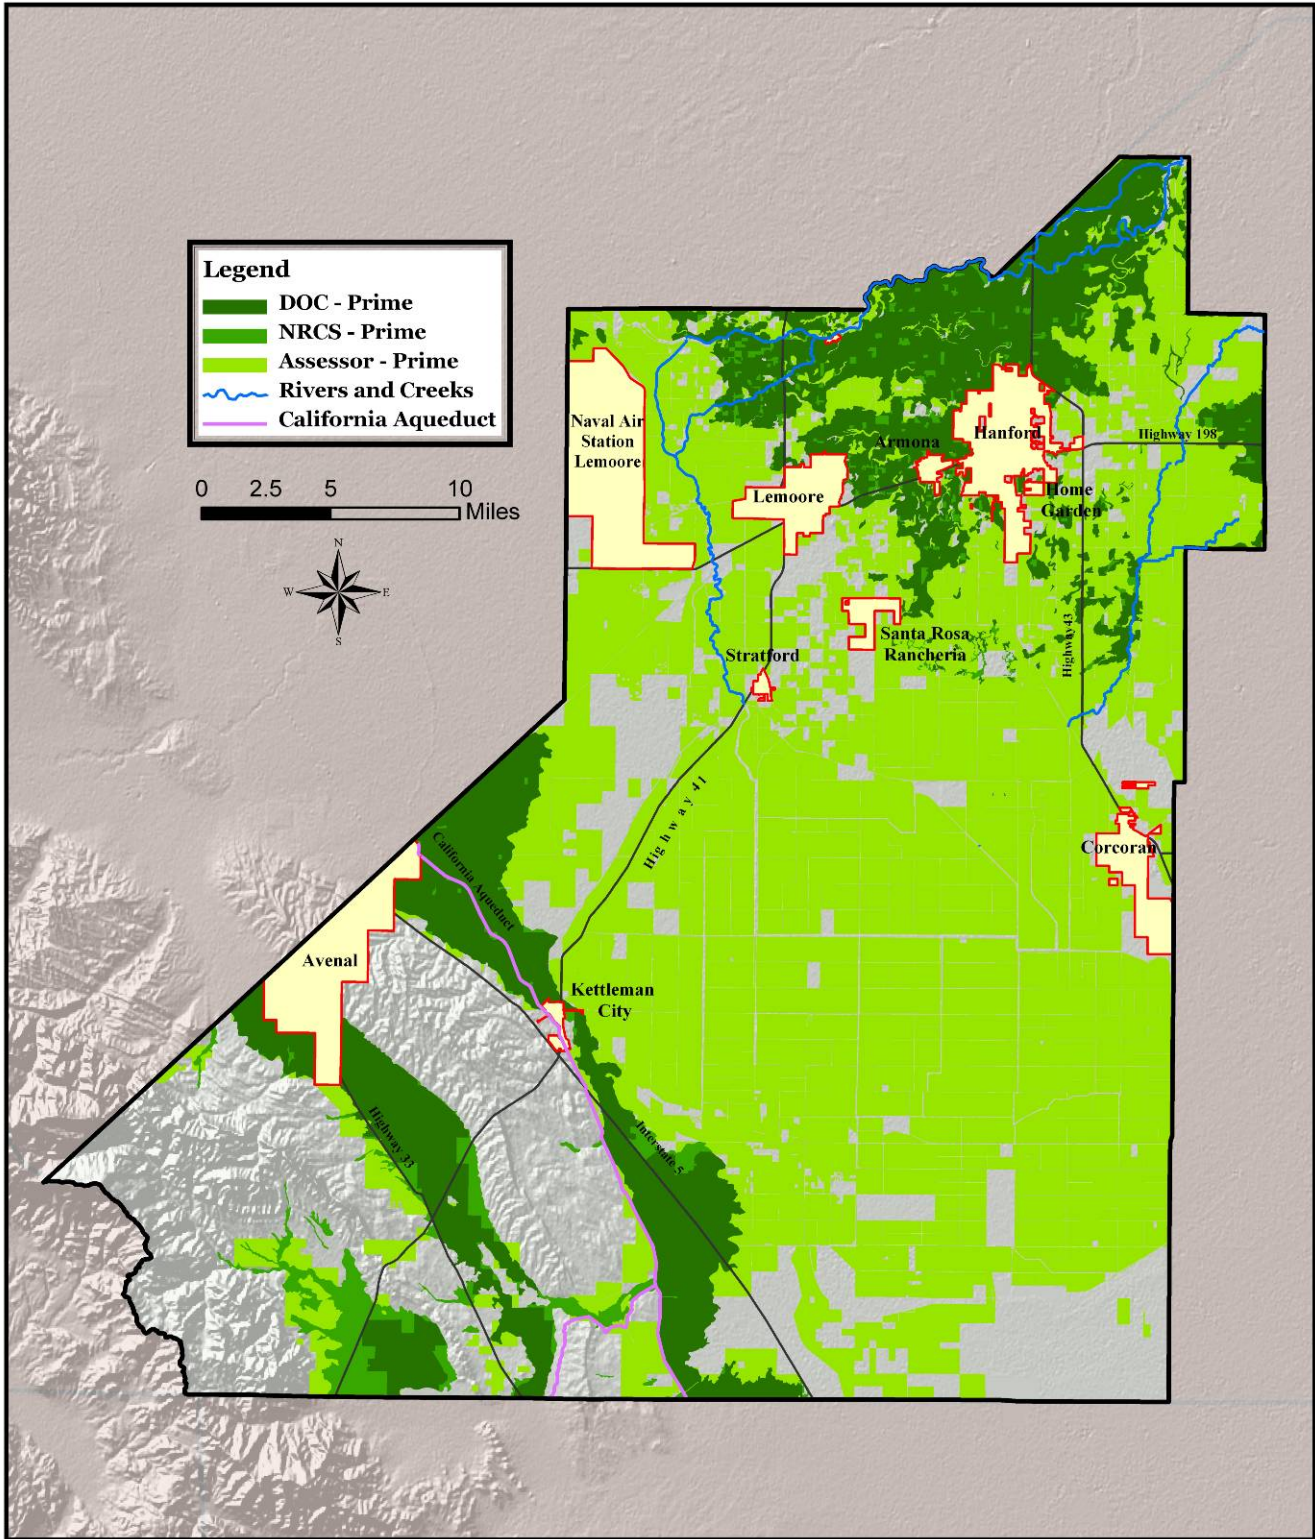 Legend
DOC - Prime
NRCS - Prime
Assessor - Prime
Rivers and Creeks
California Aqueduct
0 2.5 5 10
Miles
N
W E
S
Naval Air
Station
Lemoore
Lemoore
Armona
Hanford
Highway 198
Home
Garden
Santa Rosa
Rancheria
Stratford
Highway43
Highway 41
Corcoran
California Aqueduct
Avenal
Kettleman
City
Highway 33
Interstate 5